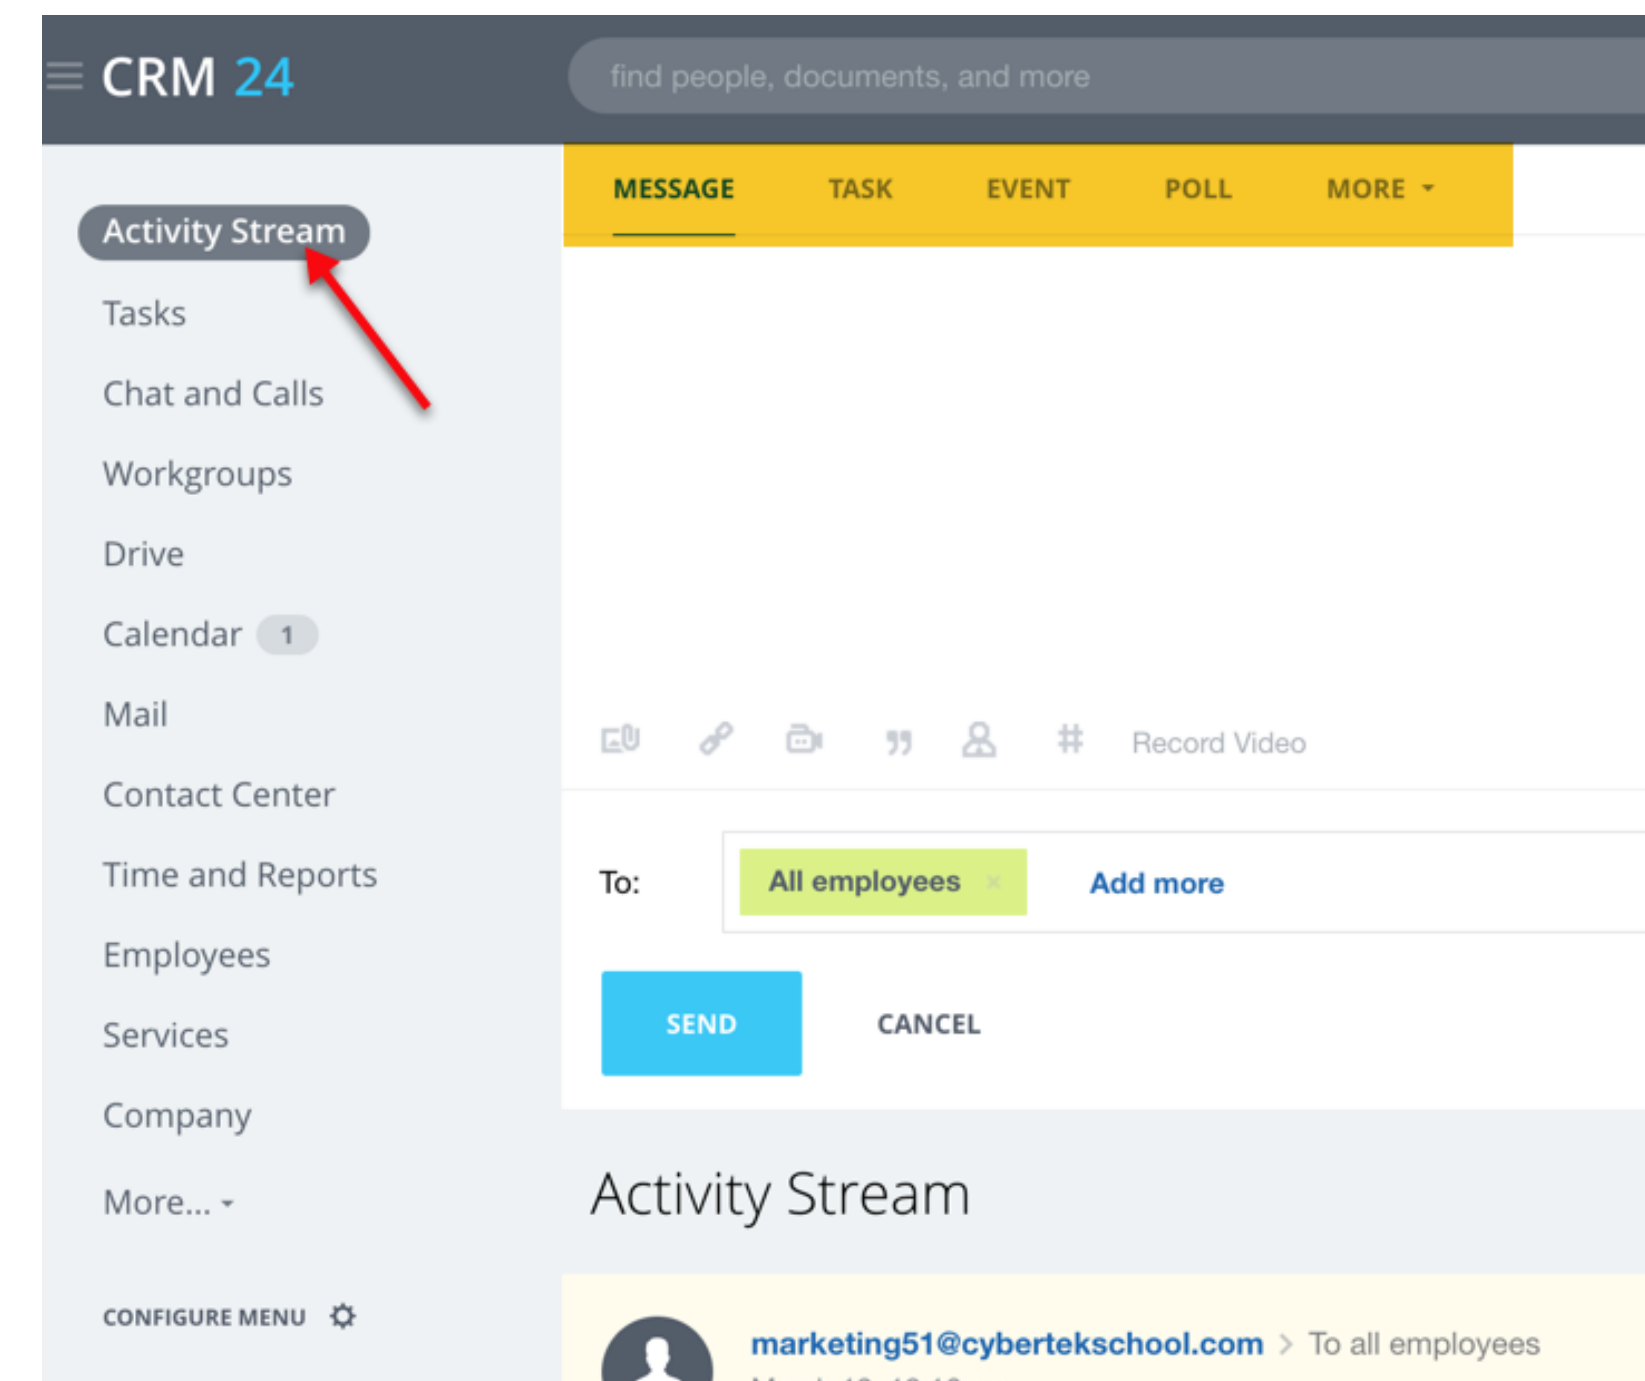 CRM 24
find people, documents, and more
MESSAGE TASK EVENT POLL MORE
Activity Stream
Tasks
Chat and Calls
Workgroups
Drive
Calendar 1
Mail
Contact Center
Time and Reports
Employees
Services
Company
More...
CONFIGURE MENU
Record Video
To: All employees × Add more
SEND CANCEL
Activity Stream
marketing51@cybertekschool.com > To all employees